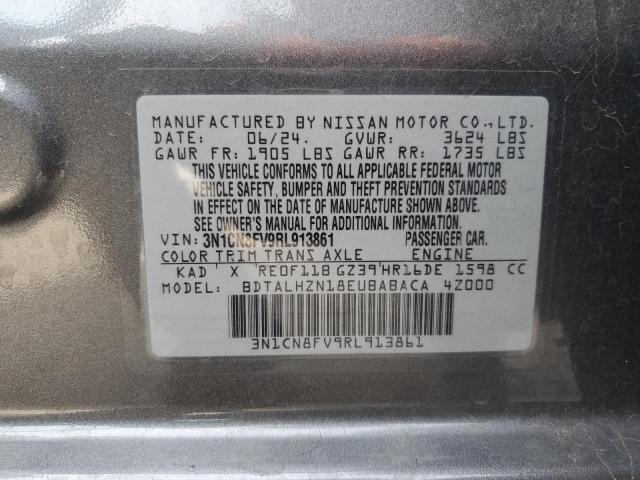 MANUFACTURED BY NISSAN MOTOR CO.,LTD.
DATE: 06/24. GVWR: 3624 LBS
GAWR FR: 1905 LBS GAWR RR: 1735 LBS
THIS VEHICLE CONFORMS TO ALL APPLICABLE FEDERAL MOTOR
VEHICLE SAFETY, BUMPER AND THEFT PREVENTION STANDARDS
IN EFFECT ON THE DATE OF MANUFACTURE SHOWN ABOVE.
SEE OWNER'S MANUAL FOR ADDITIONAL INFORMATION.
VIN: 3N1CN8FV9RL913861 PASSENGER CAR.
COLOR TRIM TRANS AXLE ENGINE
KAD ' X 'RE0F11B GZ39'HR16DE 1598 CC
MODEL: BDTALHZN18EUBABACA 4Z000
3N1CN8FV9RL913861